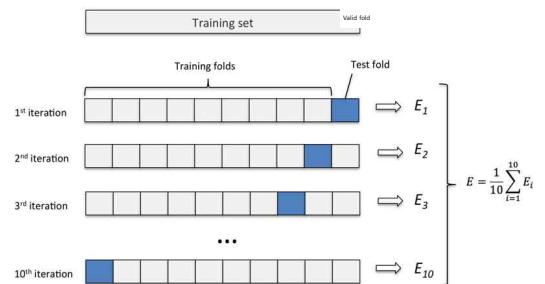 Training set
Valid fold
Training folds
Test fold
1st iteration
E1
2nd iteration
E2
3rd iteration
E3
...
10th iteration
E10
E = 1/10 ∑ i=1 10 Ei